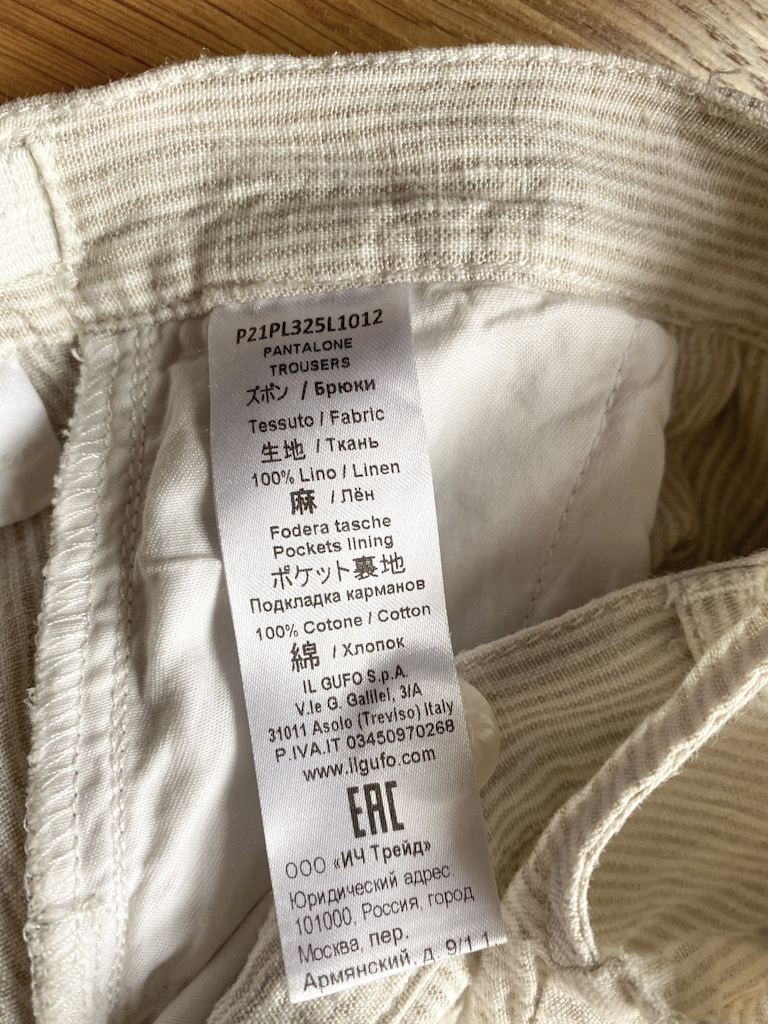 P21PL325L1012
PANTALONE
TROUSERS
ズボン / Брюки
Tessuto / Fabric
生地 / Ткань
100% Lino / Linen
麻 / Лён
Fodera tasche
Pockets lining
ポケット裏地
Подкладка карманов
100% Cotone / Cotton
綿 / Хлопок
IL GUFO S.p.A.
V.le G. Galilei, 3/A
31011 Asolo (Treviso) Italy
P.IVA.IT 03450970268
www.ilgufo.com
EAC
ООО «ИЧ Трейд»
Юридический адрес
101000, Россия, город
Москва, пер.
Армянский, д. 9/1 1